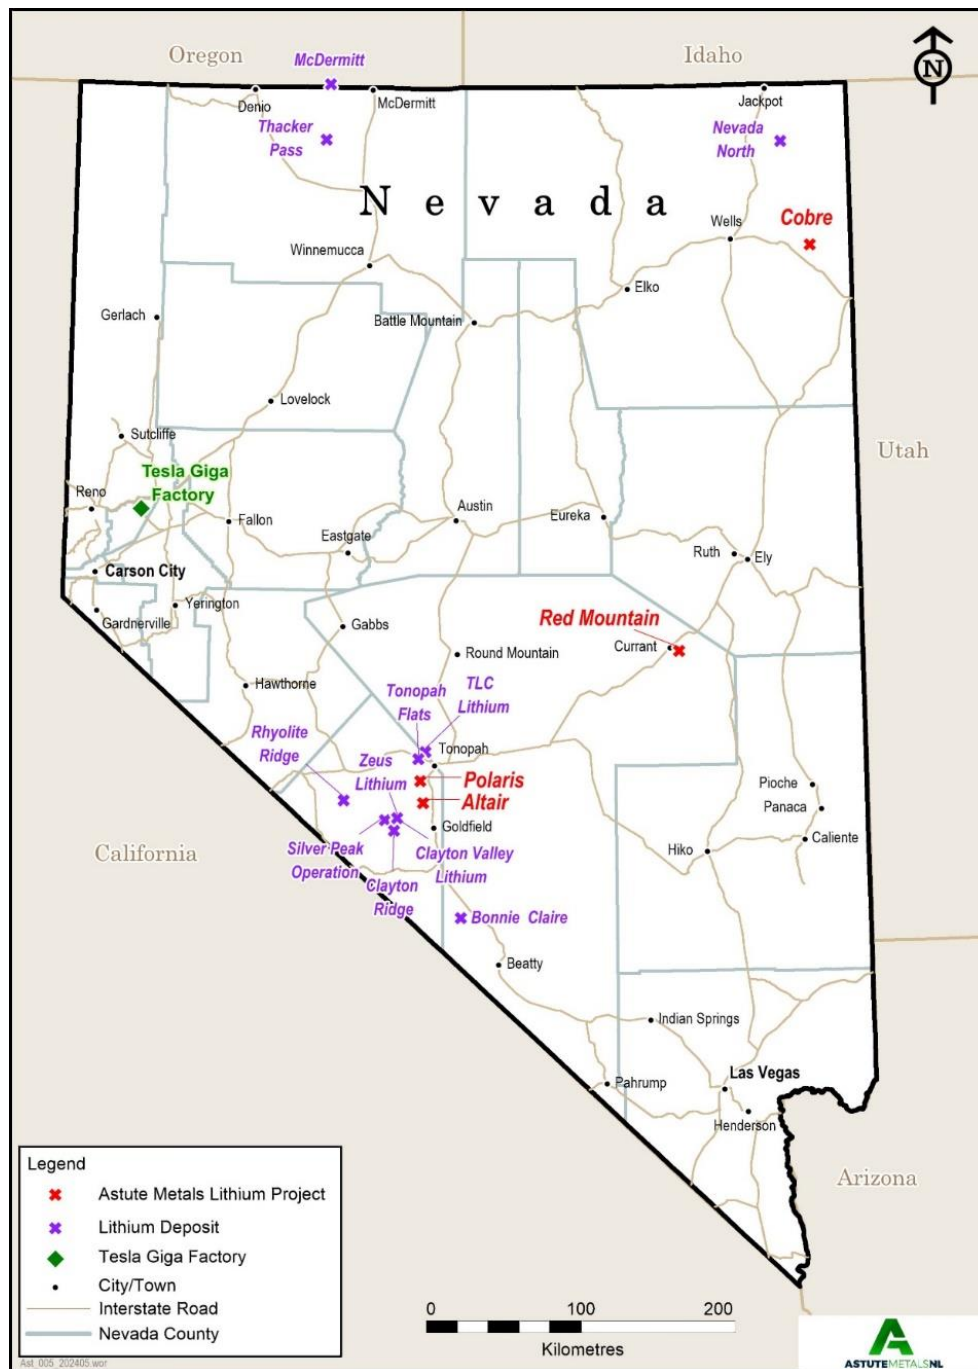 Oregon
McDermitt
Idaho
N
Denio
McDermitt
Jackpot
Thacker
Pass
Nevada
North
Nevada
Cobre
Wells
Winnemucca
Elko
Gerlach
Battle Mountain
Lovelock
Sutcliffe
Utah
Tesla Giga
Factory
Reno
Fallon
Austin
Eureka
Eastgate
Ruth
Ely
Carson City
Yerington
Gardnerville
Gabbs
Red Mountain
Currant
Round Mountain
Hawthorne
Tonopah
Flats
TLC
Lithium
Rhyolite
Ridge
Zeus
Lithium
Tonopah
Polaris
Altair
Pioche
Panaca
Goldfield
Caliente
Hiko
California
Silver Peak
Operation
Clayton Valley
Lithium
Clayton
Ridge
Bonnie Claire
Beatty
Indian Springs
Las Vegas
Pahrump
Henderson
Arizona
Legend
Astute Metals Lithium Project
Lithium Deposit
Tesla Giga Factory
City/Town
Interstate Road
Nevada County
Ast_005_202405.wor
0 100 200
Kilometres
ASTUTEMETALSNL